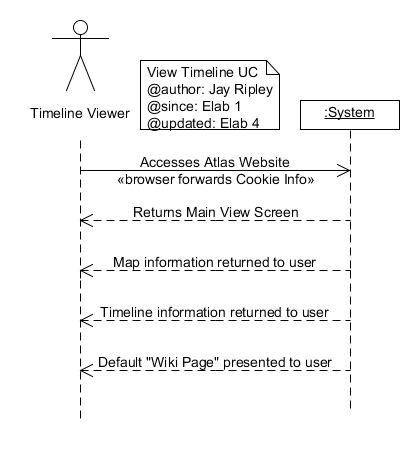 View Timeline UC
@author: Jay Ripley
@since: Elab 1
@updated: Elab 4
Timeline Viewer
:System
Accesses Atlas Website
«browser forwards Cookie Info»
Returns Main View Screen
Map information returned to user
Timeline information returned to user
Default "Wiki Page" presented to user